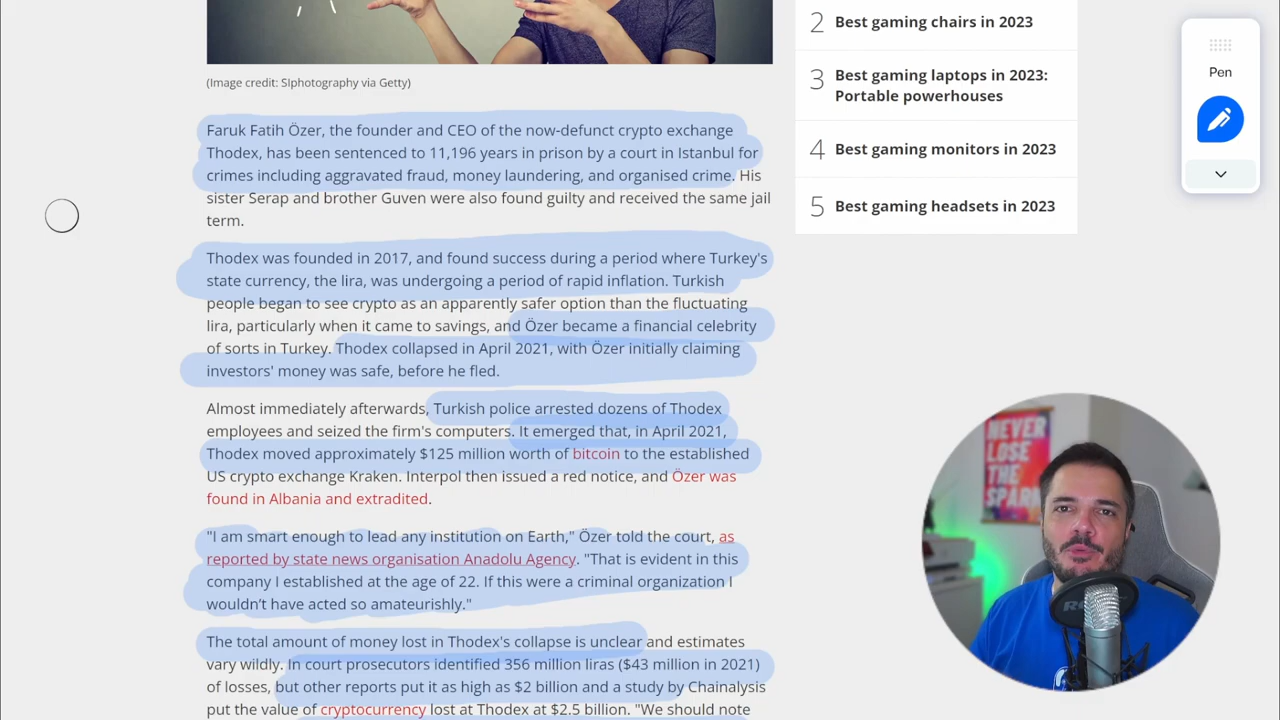 (Image credit: SIphotography via Getty)
Faruk Fatih Özer, the founder and CEO of the now-defunct crypto exchange
Thodex, has been sentenced to 11,196 years in prison by a court in Istanbul for
crimes including aggravated fraud, money laundering, and organised crime. His
sister Serap and brother Guven were also found guilty and received the same jail
term.
Thodex was founded in 2017, and found success during a period where Turkey's
state currency, the lira, was undergoing a period of rapid inflation. Turkish
people began to see crypto as an apparently safer option than the fluctuating
lira, particularly when it came to savings, and Özer became a financial celebrity
of sorts in Turkey. Thodex collapsed in April 2021, with Özer initially claiming
investors' money was safe, before he fled.
Almost immediately afterwards, Turkish police arrested dozens of Thodex
employees and seized the firm's computers. It emerged that, in April 2021,
Thodex moved approximately $125 million worth of bitcoin to the established
US crypto exchange Kraken. Interpol then issued a red notice, and Özer was
found in Albania and extradited.
"I am smart enough to lead any institution on Earth," Özer told the court, as
reported by state news organisation Anadolu Agency. "That is evident in this
company I established at the age of 22. If this were a criminal organization I
wouldn't have acted so amateurishly."
The total amount of money lost in Thodex's collapse is unclear and estimates
vary wildly. In court prosecutors identified 356 million liras ($43 million in 2021)
of losses, but other reports put it as high as $2 billion and a study by Chainalysis
put the value of cryptocurrency lost at Thodex at $2.5 billion. "We should note
2 Best gaming chairs in 2023
3 Best gaming laptops in 2023:
Portable powerhouses
4 Best gaming monitors in 2023
5 Best gaming headsets in 2023
Pen
NEVER
LOSE
THE
SPARK